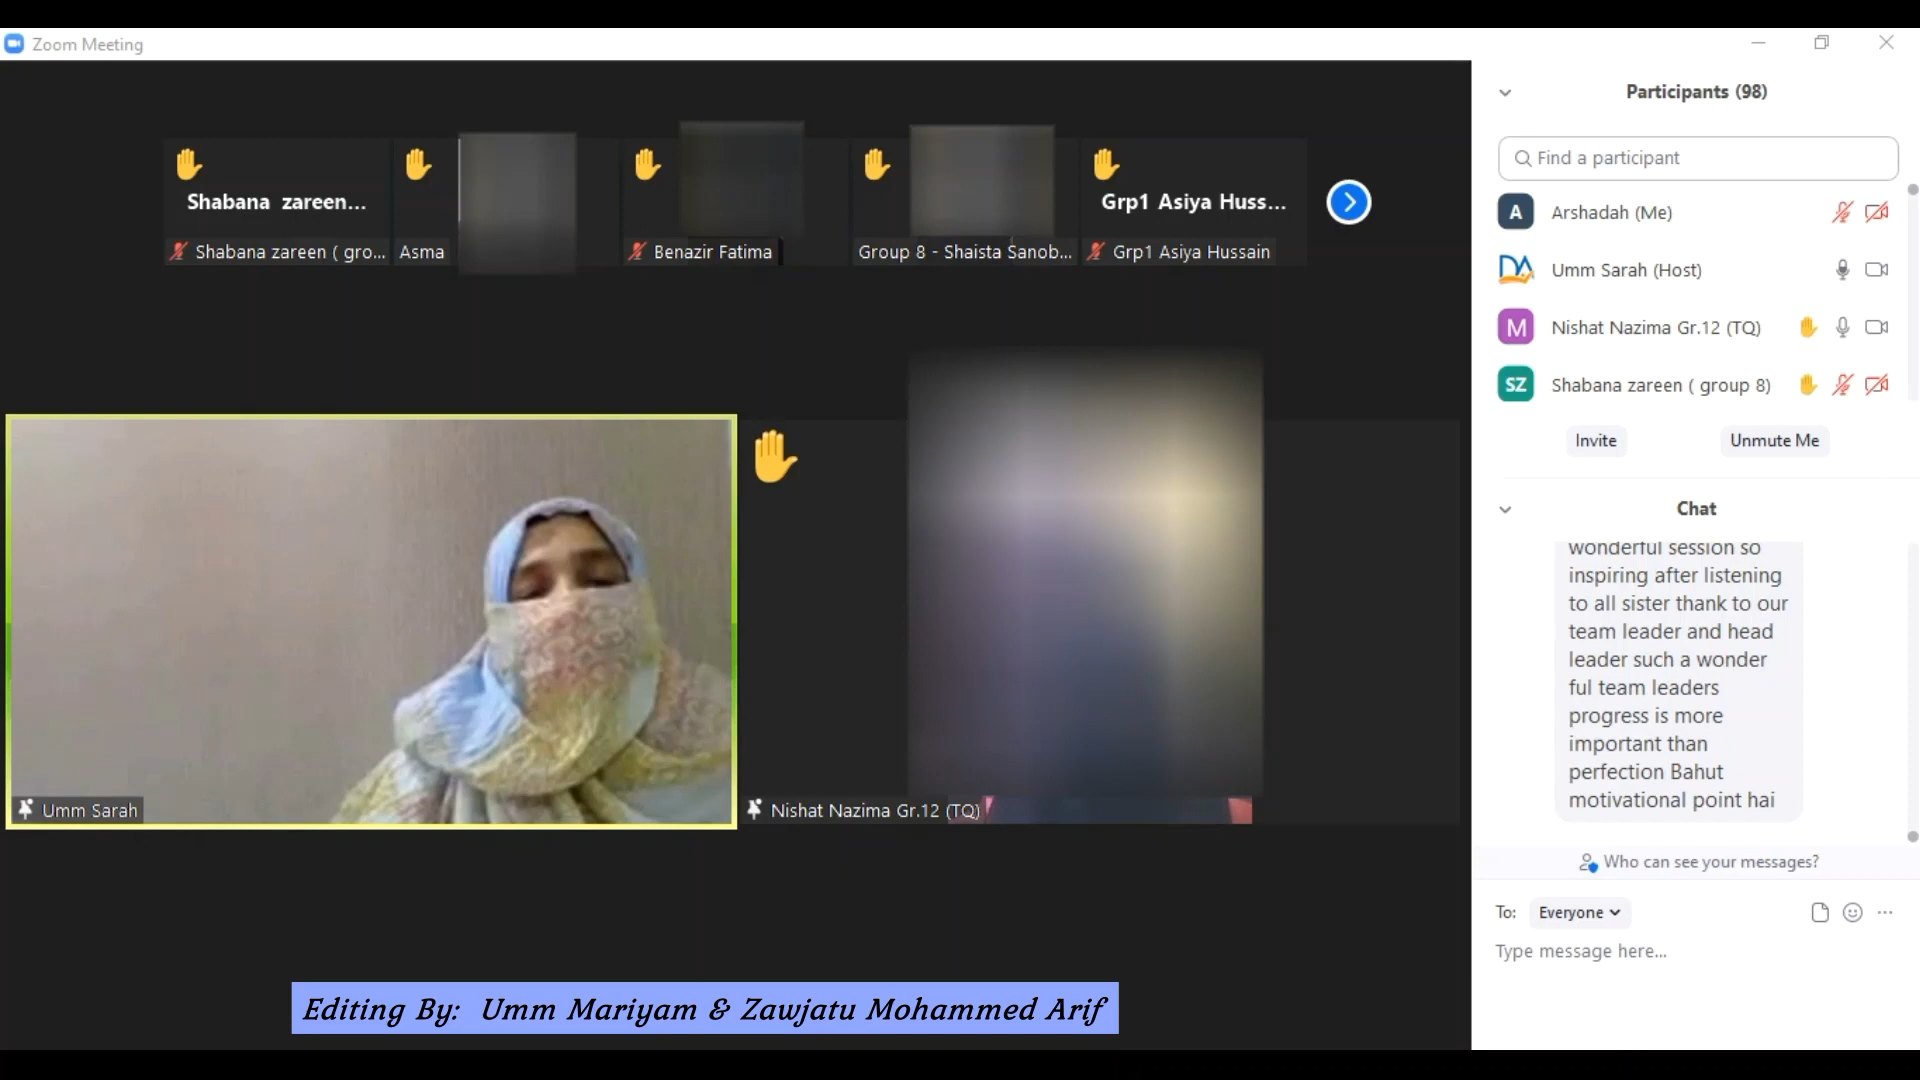 Zoom Meeting
Shabana zareen...
Grp1 Asiya Huss...
Shabana zareen ( gro...
Asma
Benazir Fatima
Group 8 - Shaista Sanob...
Grp1 Asiya Hussain
Umm Sarah
Nishat Nazima Gr.12 (TQ)
Editing By: Umm Mariyam & Zawjatu Mohammed Arif
Participants (98)
Find a participant
A
Arshadah (Me)
DA
Umm Sarah (Host)
M
Nishat Nazima Gr.12 (TQ)
SZ
Shabana zareen ( group 8)
Invite
Unmute Me
Chat
wonderful session so
inspiring after listening
to all sister thank to our
team leader and head
leader such a wonder
ful team leaders
progress is more
important than
perfection Bahut
motivational point hai
Who can see your messages?
To: Everyone
Type message here...